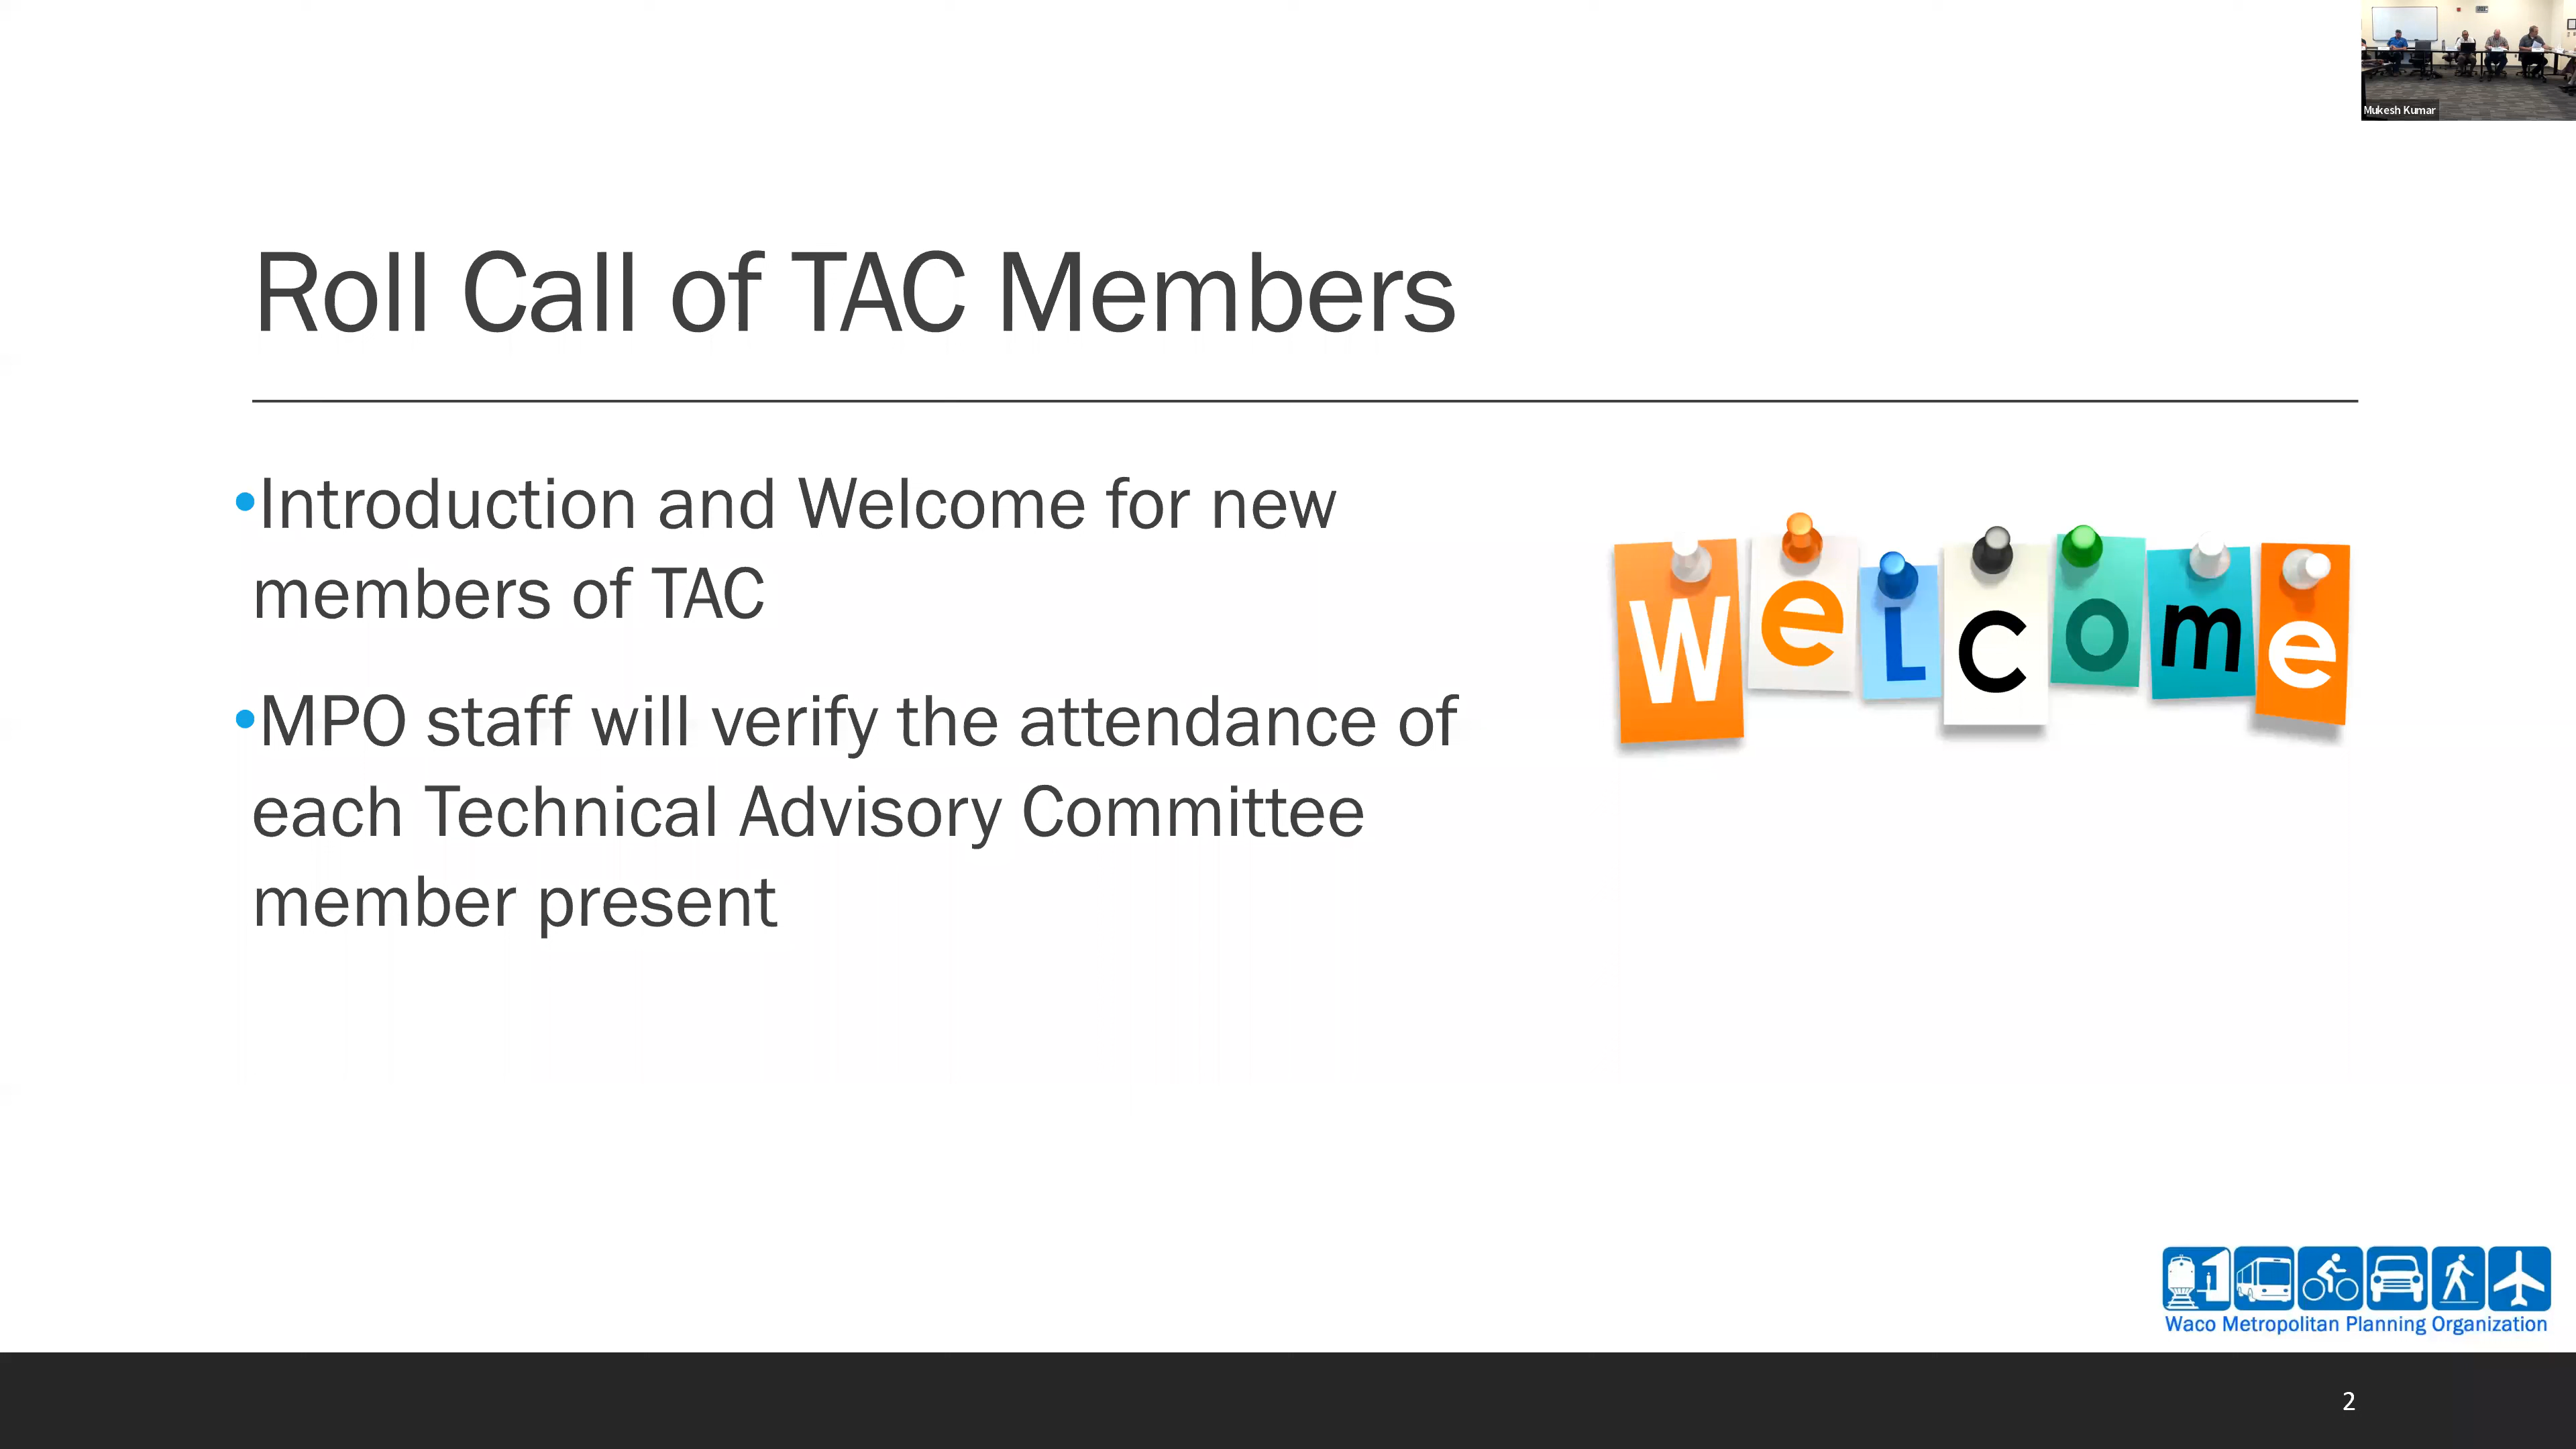 Mukesh Kumar
Roll Call of TAC Members
•Introduction and Welcome for new
members of TAC
•MPO staff will verify the attendance of
each Technical Advisory Committee
member present
WeLcome
Waco Metropolitan Planning Organization
2